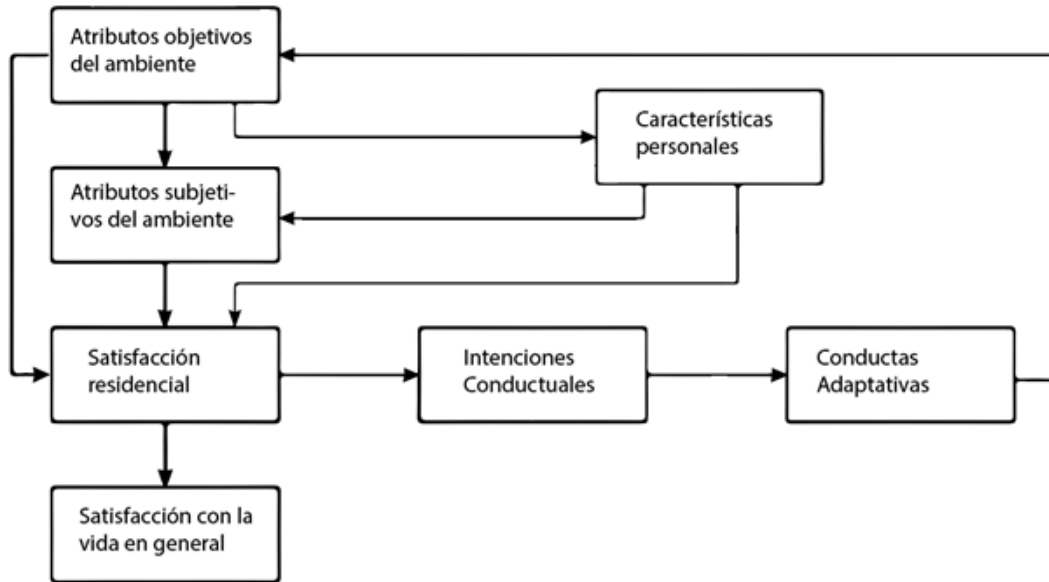 Atributos objetivos
del ambiente
Características
personales
Atributos subjeti-
vos del ambiente
Satisfacción
residencial
Intenciones
Conductuales
Conductas
Adaptativas
Satisfacción con la
vida en general